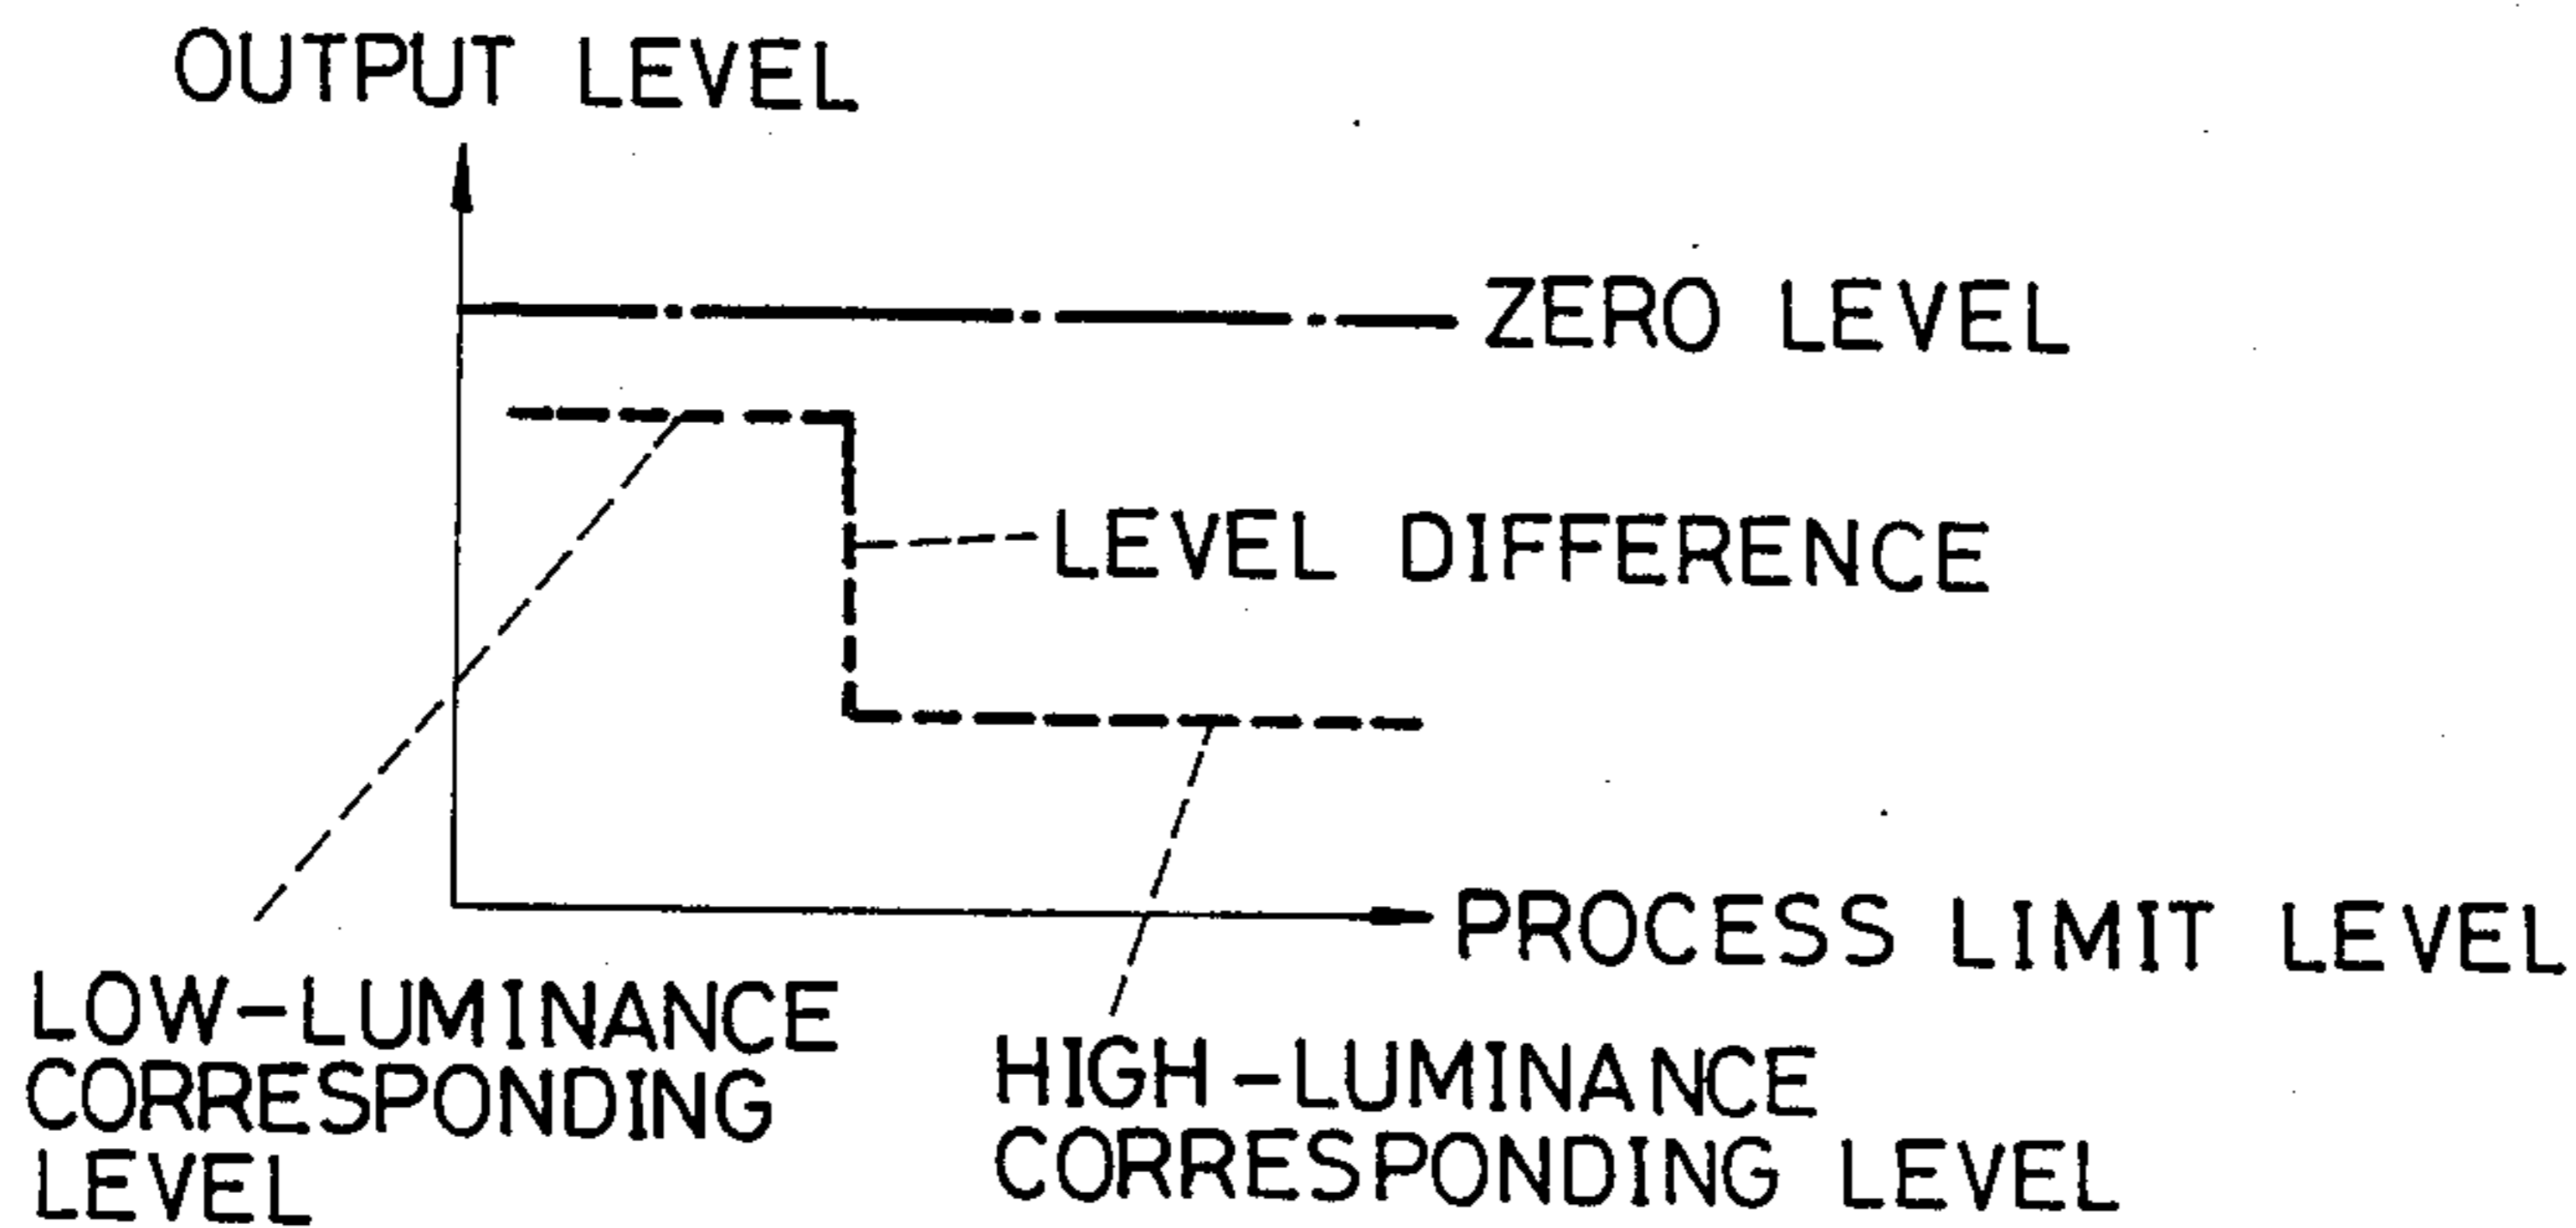 OUTPUT LEVEL
ZERO LEVEL
LEVEL DIFFERENCE
PROCESS LIMIT LEVEL
LOW-LUMINANCE
CORRESPONDING
LEVEL
HIGH-LUMINANCE
CORRESPONDING LEVEL